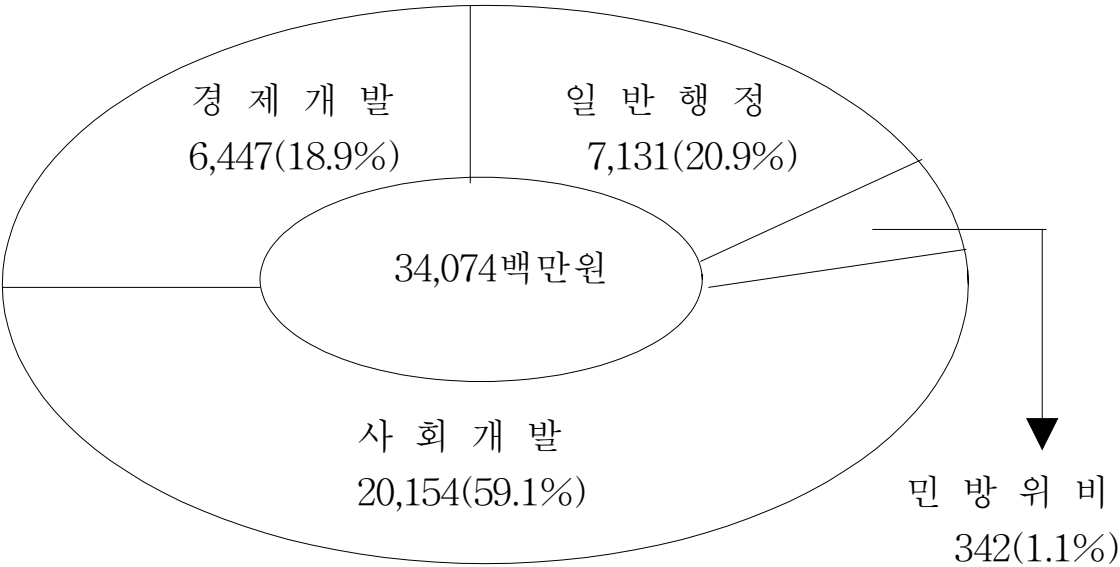 경 제 개 발
6,447(18.9%)
일 반 행 정
7,131(20.9%)
34,074백만원
사 회 개 발
20,154(59.1%)
민 방 위 비
342(1.1%)